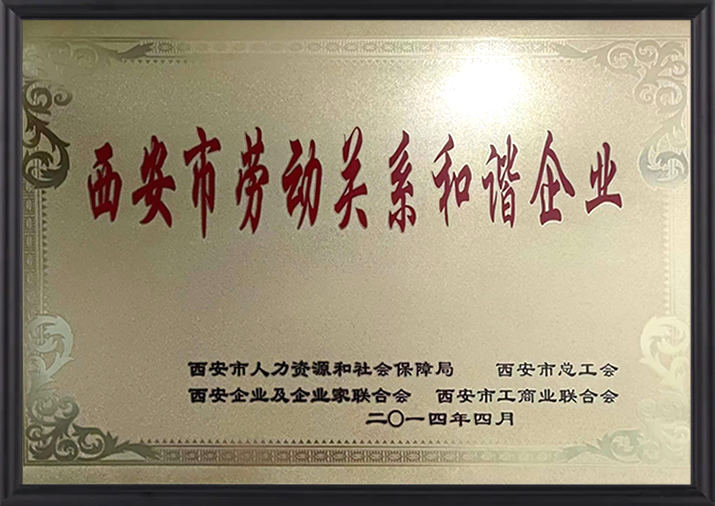 西安市劳动关系和谐企业
西安市人力资源和社会保障局 西安市总工会
西安企业及企业家联合会 西安市工商业联合会
二〇一四年四月